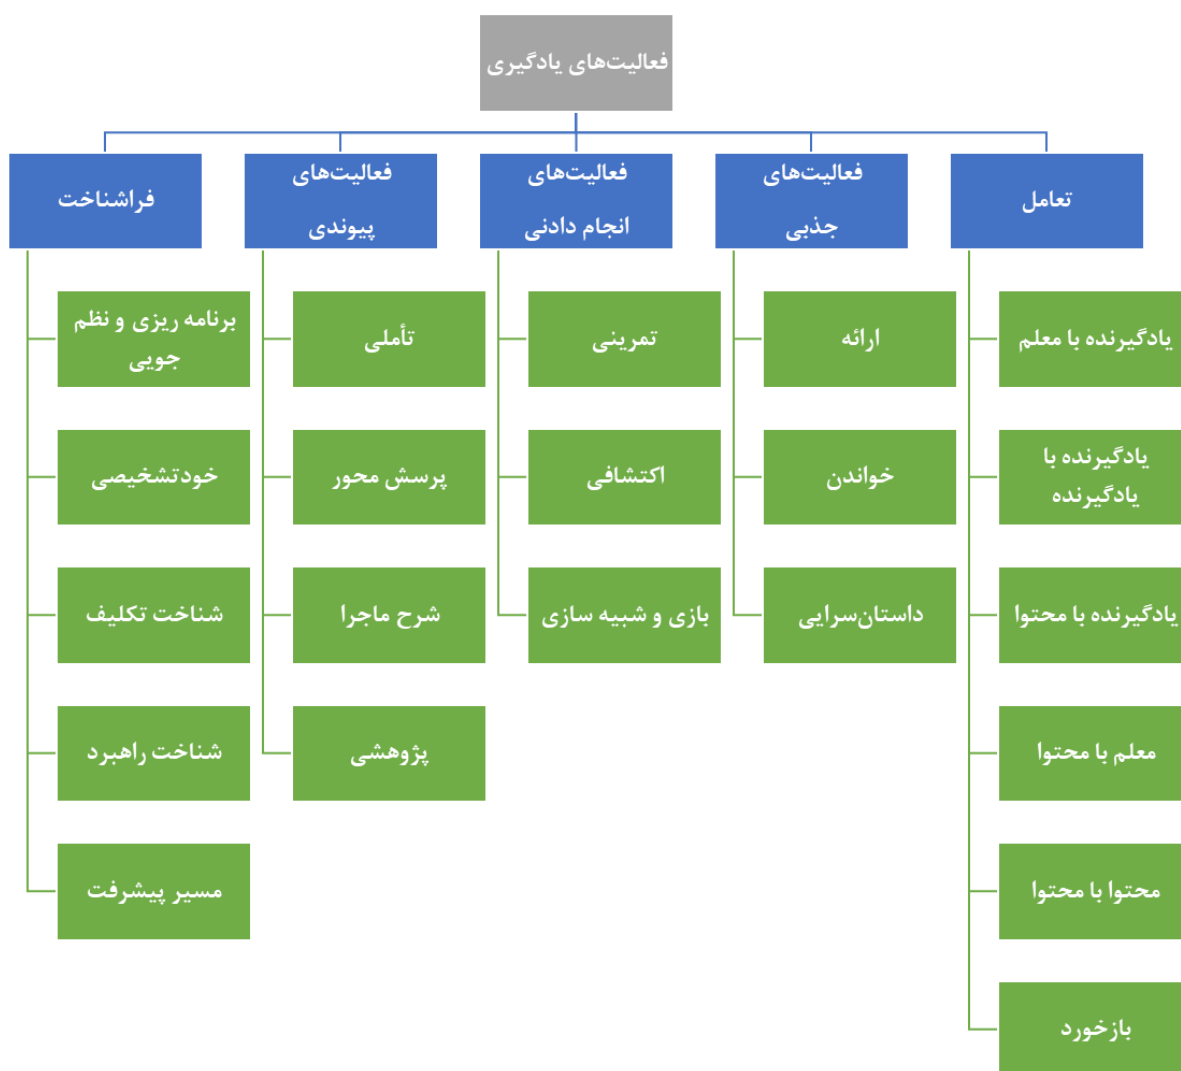 فعالیت‌های یادگیری
تعامل
فعالیت‌های
جذبی
فعالیت‌های
انجام دادنی
فعالیت‌های
پیوندی
فراشناخت
یادگیرنده با معلم
یادگیرنده با
یادگیرنده
یادگیرنده با محتوا
معلم با محتوا
محتوا با محتوا
بازخورد
ارائه
خواندن
داستان‌سرایی
تمرینی
اکتشافی
بازی و شبیه سازی
تأملی
پرسش محور
شرح ماجرا
پژوهشی
برنامه ریزی و نظم
جویی
خودتشخیصی
شناخت تکلیف
شناخت راهبرد
مسیر پیشرفت